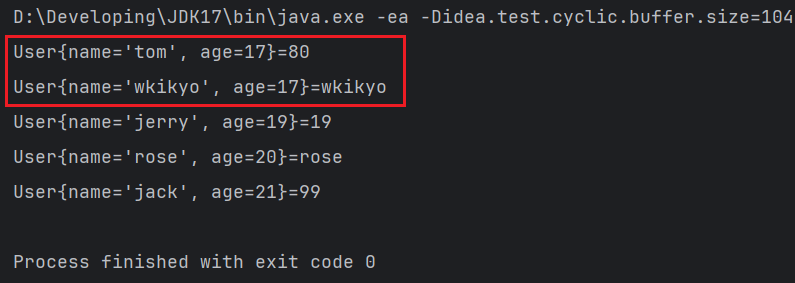 D:\Developing\JDK17\bin\java.exe -ea -Didea.test.cyclic.buffer.size=104
User{name='tom', age=17}=80
User{name='wkikyo', age=17}=wkikyo
User{name='jerry', age=19}=19
User{name='rose', age=20}=rose
User{name='jack', age=21}=99
Process finished with exit code 0